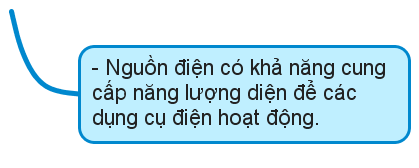 - Nguồn điện có khả năng cung
cấp năng lượng diện để các
dụng cụ điện hoạt động.